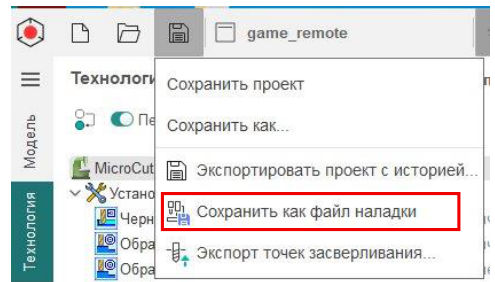 game_remote
Технологи
Сохранить проект
Пе
Сохранить как...
MicroCut
Экспортировать проект с историей...
Устано
Черн
Сохранить как файл наладки
Обра
Экспорт точек засверливания...
Обра
Модель
Технология